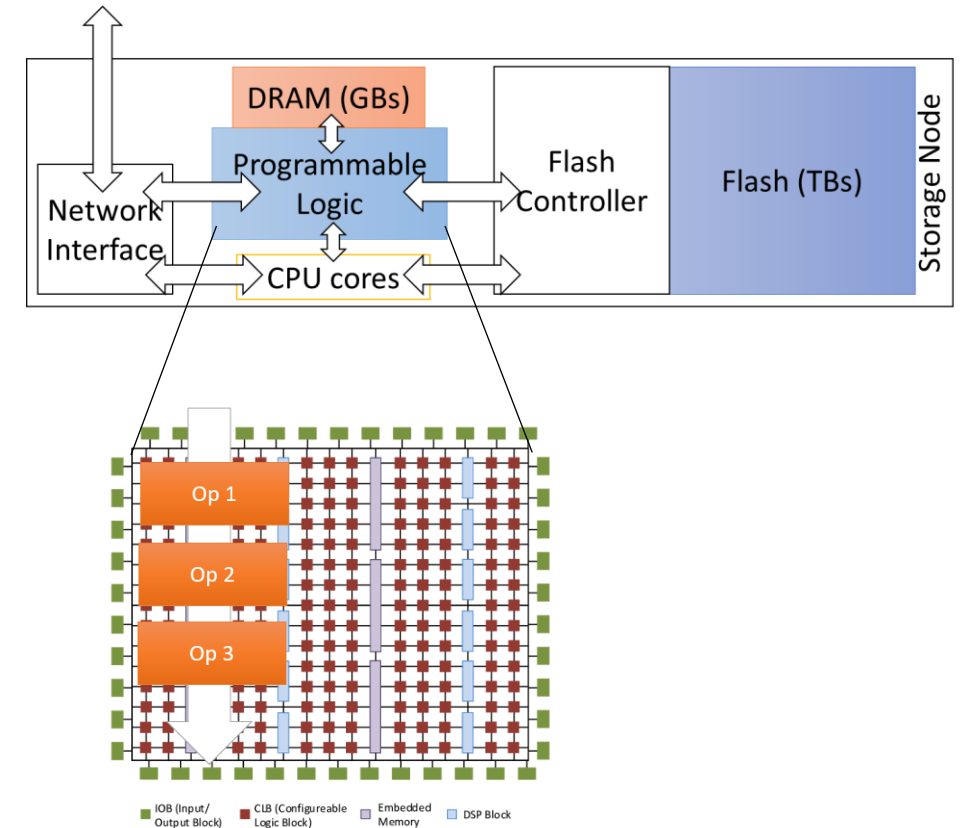 DRAM (GBs)
Programmable
Logic
Flash
Controller
Flash (TBs)
Storage Node
Network
Interface
CPU cores
Op 1
Op 2
Op 3
IOB (Input/
Output Block)
CLB (Configureable
Logic Block)
Embedded
Memory
DSP Block